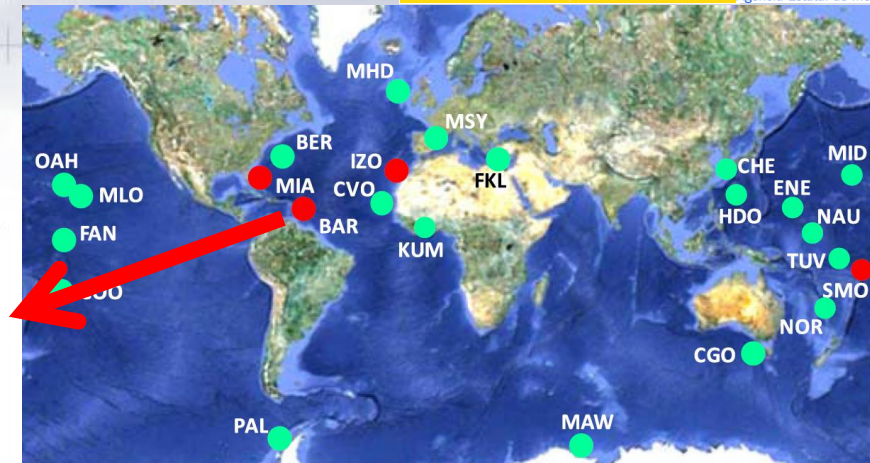 MHD
MSY
BER
OAH
IZO
CHE
MID
MIA
FKL
MLO
CVO
ENE
HDO
BAR
NAU
FAN
KUM
TUV
SMO
NOR
CGO
PAL
MAW